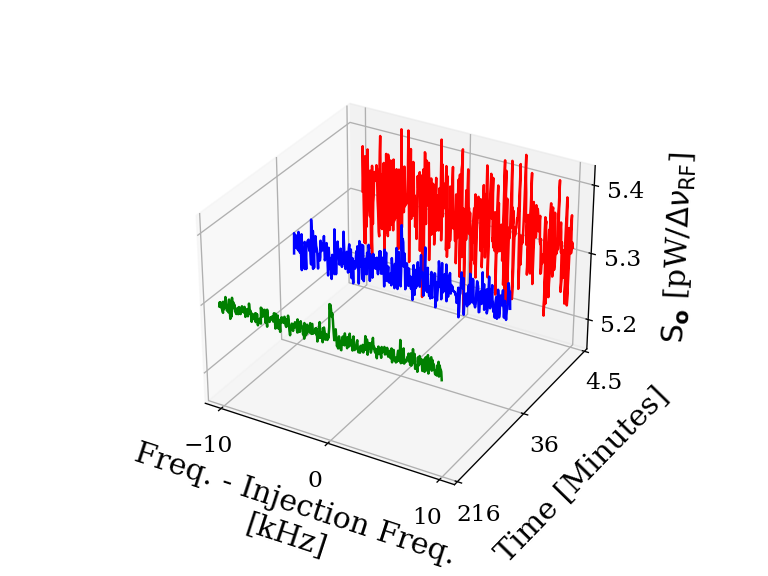 5.4
5.3
5.2
S_o [pW/Δν_RF]
4.5
36
216
Time [Minutes]
−10
0
10
Freq. - Injection Freq.
[kHz]